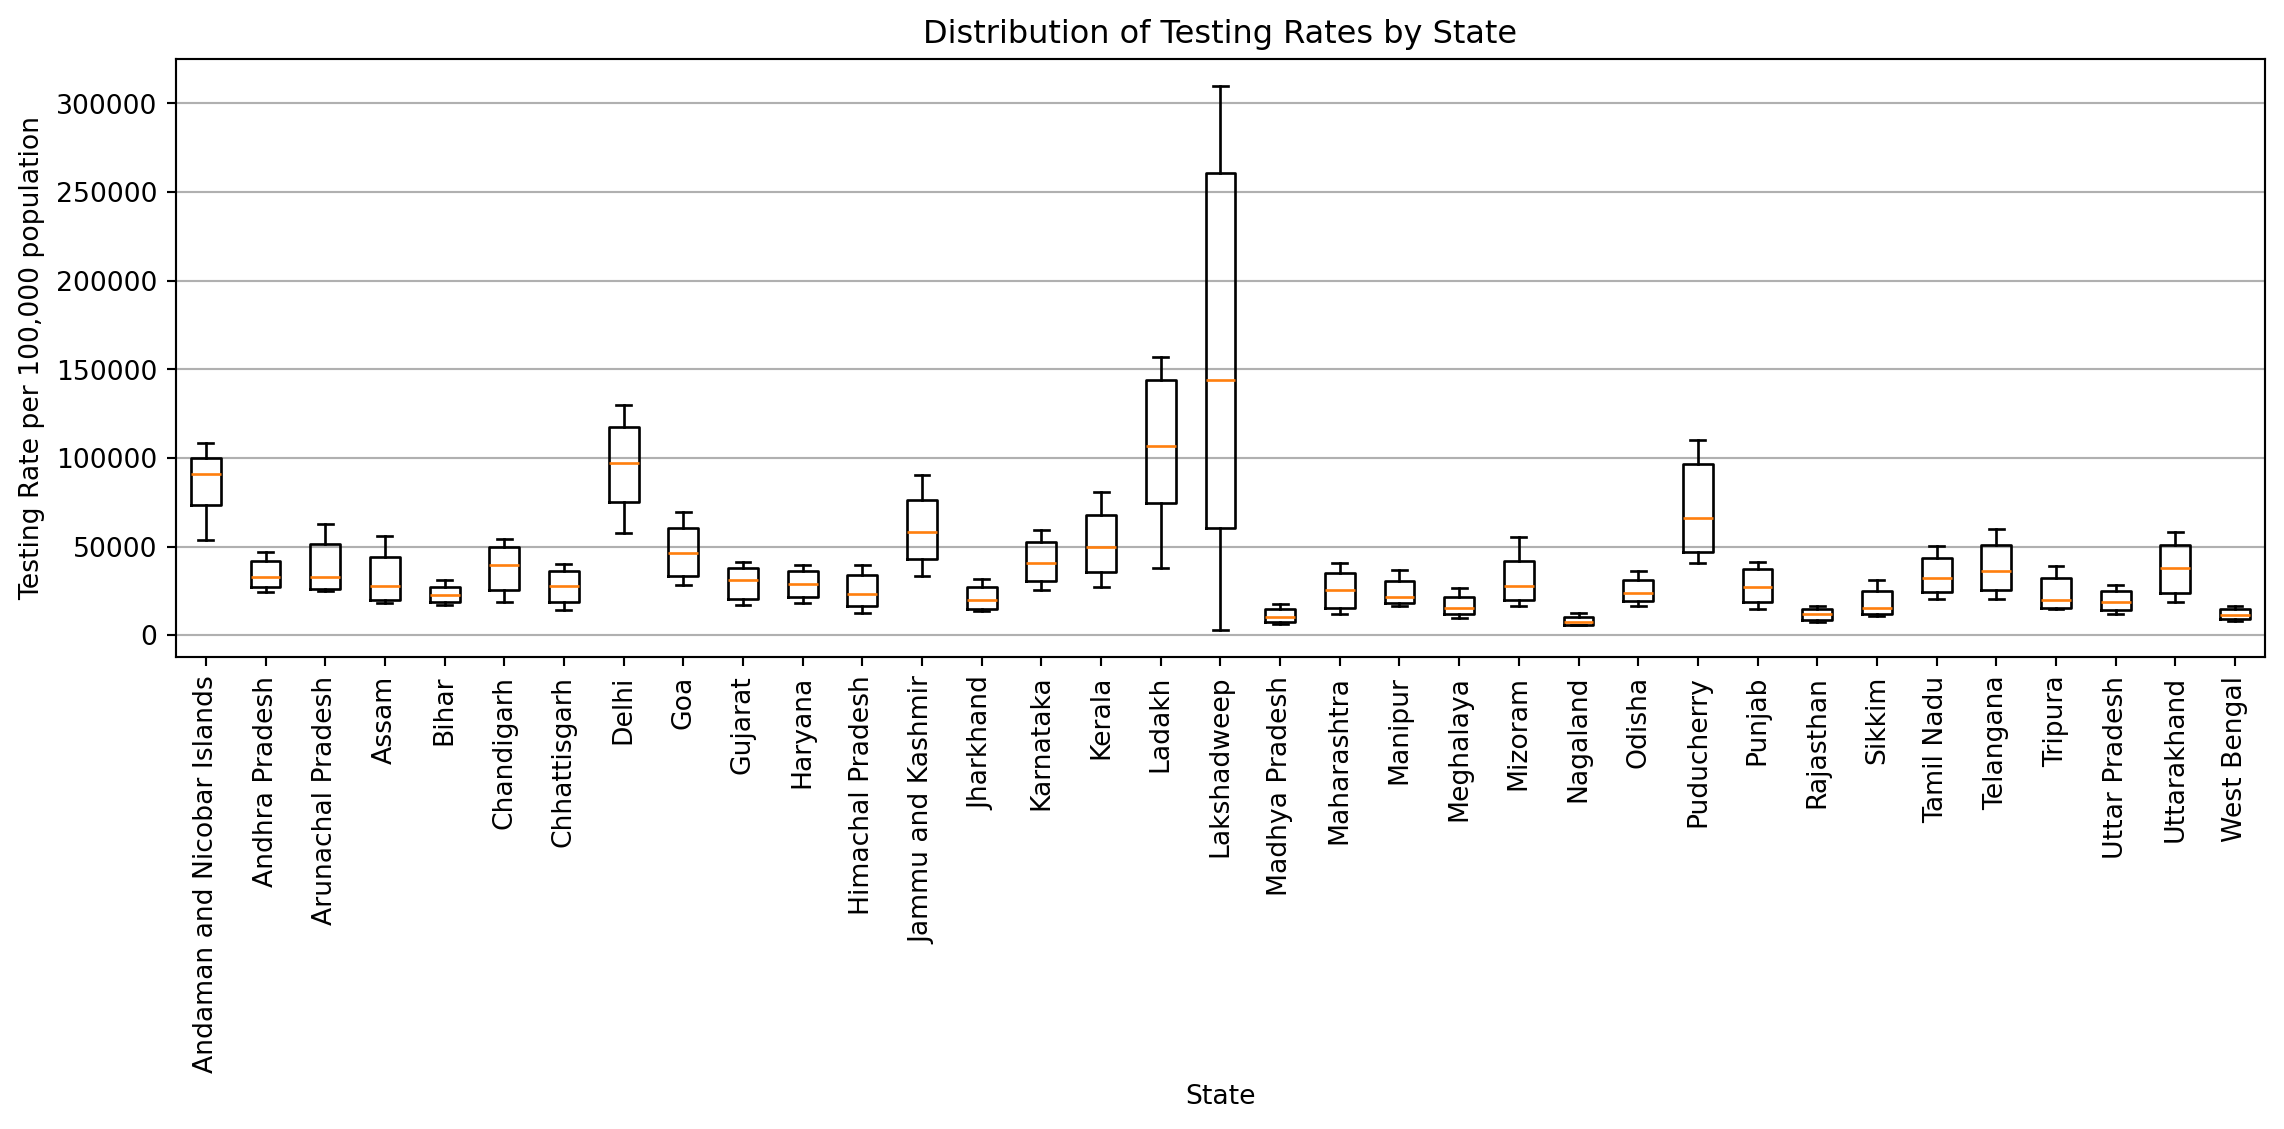 Distribution of Testing Rates by State
Testing Rate per 100,000 population
300000
250000
200000
150000
100000
50000
0
Andaman and Nicobar Islands
Andhra Pradesh
Arunachal Pradesh
Assam
Bihar
Chandigarh
Chhattisgarh
Delhi
Goa
Gujarat
Haryana
Himachal Pradesh
Jammu and Kashmir
Jharkhand
Karnataka
Kerala
Ladakh
Lakshadweep
Madhya Pradesh
Maharashtra
Manipur
Meghalaya
Mizoram
Nagaland
Odisha
Puducherry
Punjab
Rajasthan
Sikkim
Tamil Nadu
Telangana
Tripura
Uttar Pradesh
Uttarakhand
West Bengal
State